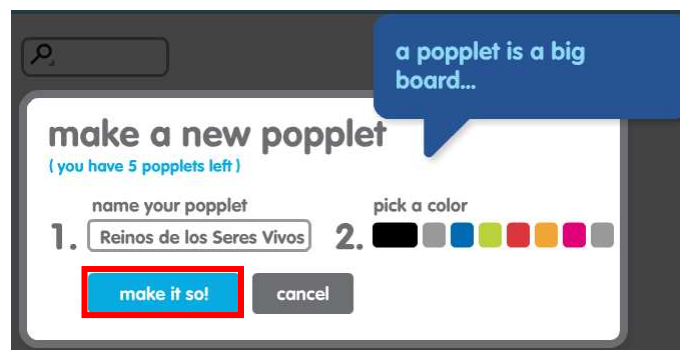 a popplet is a big
board...
make a new popplet
( you have 5 popplets left )
name your popplet
pick a color
1.
Reinos de los Seres Vivos
2.
make it so!
cancel